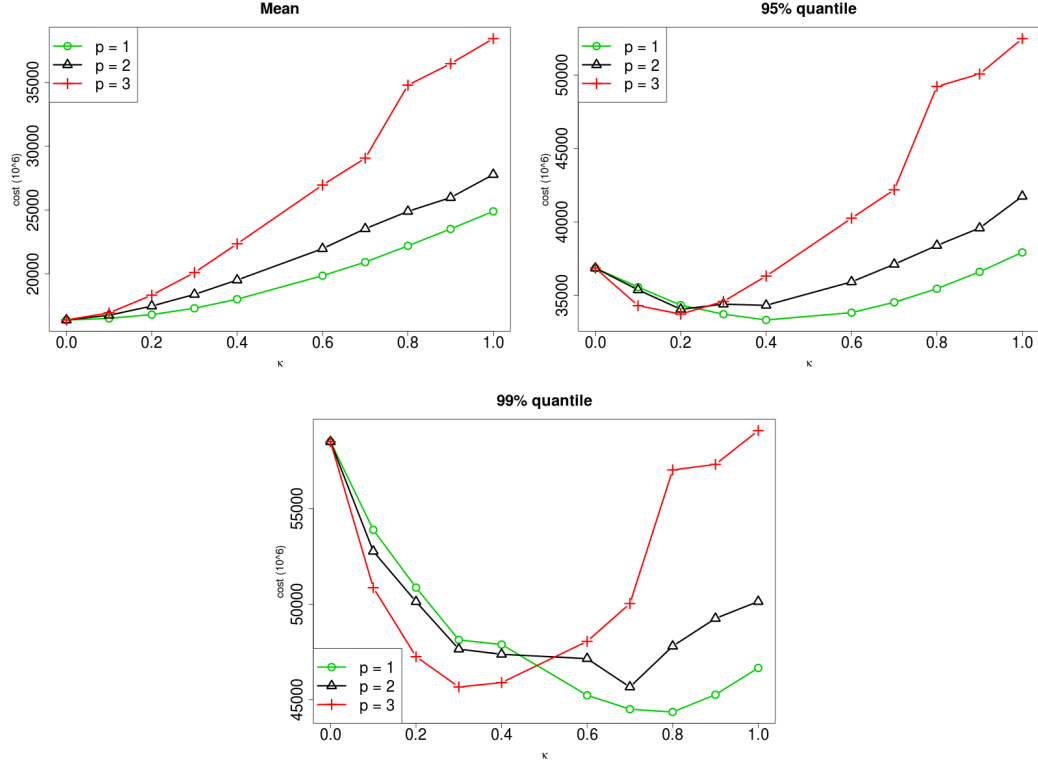 Mean
p = 1
p = 2
p = 3
cost (10^6)
35000
30000
25000
20000
0.0 0.2 0.4 0.6 0.8 1.0
κ
95% quantile
p = 1
p = 2
p = 3
cost (10^6)
50000
45000
40000
35000
0.0 0.2 0.4 0.6 0.8 1.0
κ
99% quantile
cost (10^6)
55000
50000
45000
p = 1
p = 2
p = 3
0.0 0.2 0.4 0.6 0.8 1.0
κ